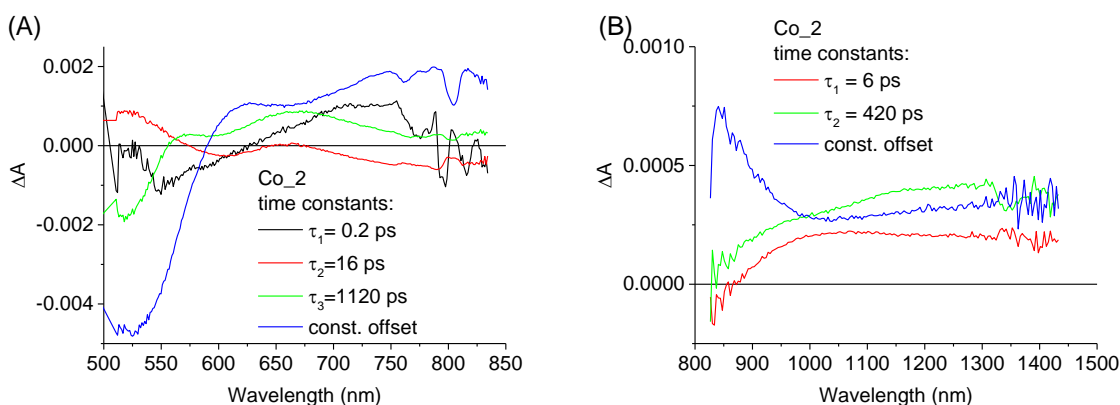 (A)
0.002
0.000
-0.002
-0.004
ΔA
Co_2
time constants:
τ1= 0.2 ps
τ2=16 ps
τ3=1120 ps
const. offset
500 550 600 650 700 750 800 850
Wavelength (nm)
(B)
0.0010
0.0005
0.0000
ΔA
Co_2
time constants:
τ1 = 6 ps
τ2 = 420 ps
const. offset
800 900 1000 1100 1200 1300 1400 1500
Wavelength (nm)